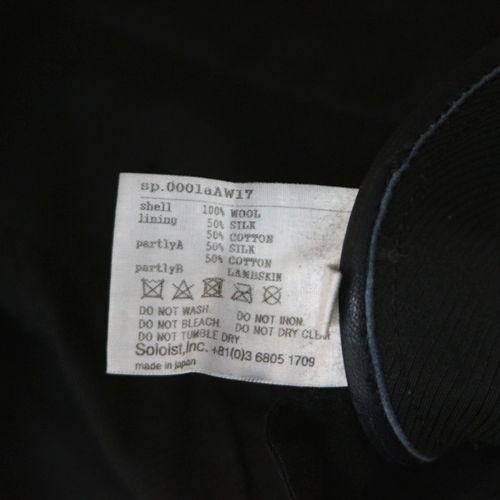 sp.0001aAW17
shell 100% WOOL
lining 50% SILK
50% COTTON
partlyA 50% SILK
50% COTTON
partlyB LAMBSKIN
DO NOT WASH.
DO NOT IRON.
DO NOT BLEACH.
DO NOT DRY CLEAN
DO NOT TUMBLE DRY
Soloist,Inc. +81(0)3 6805 1709
made in japan